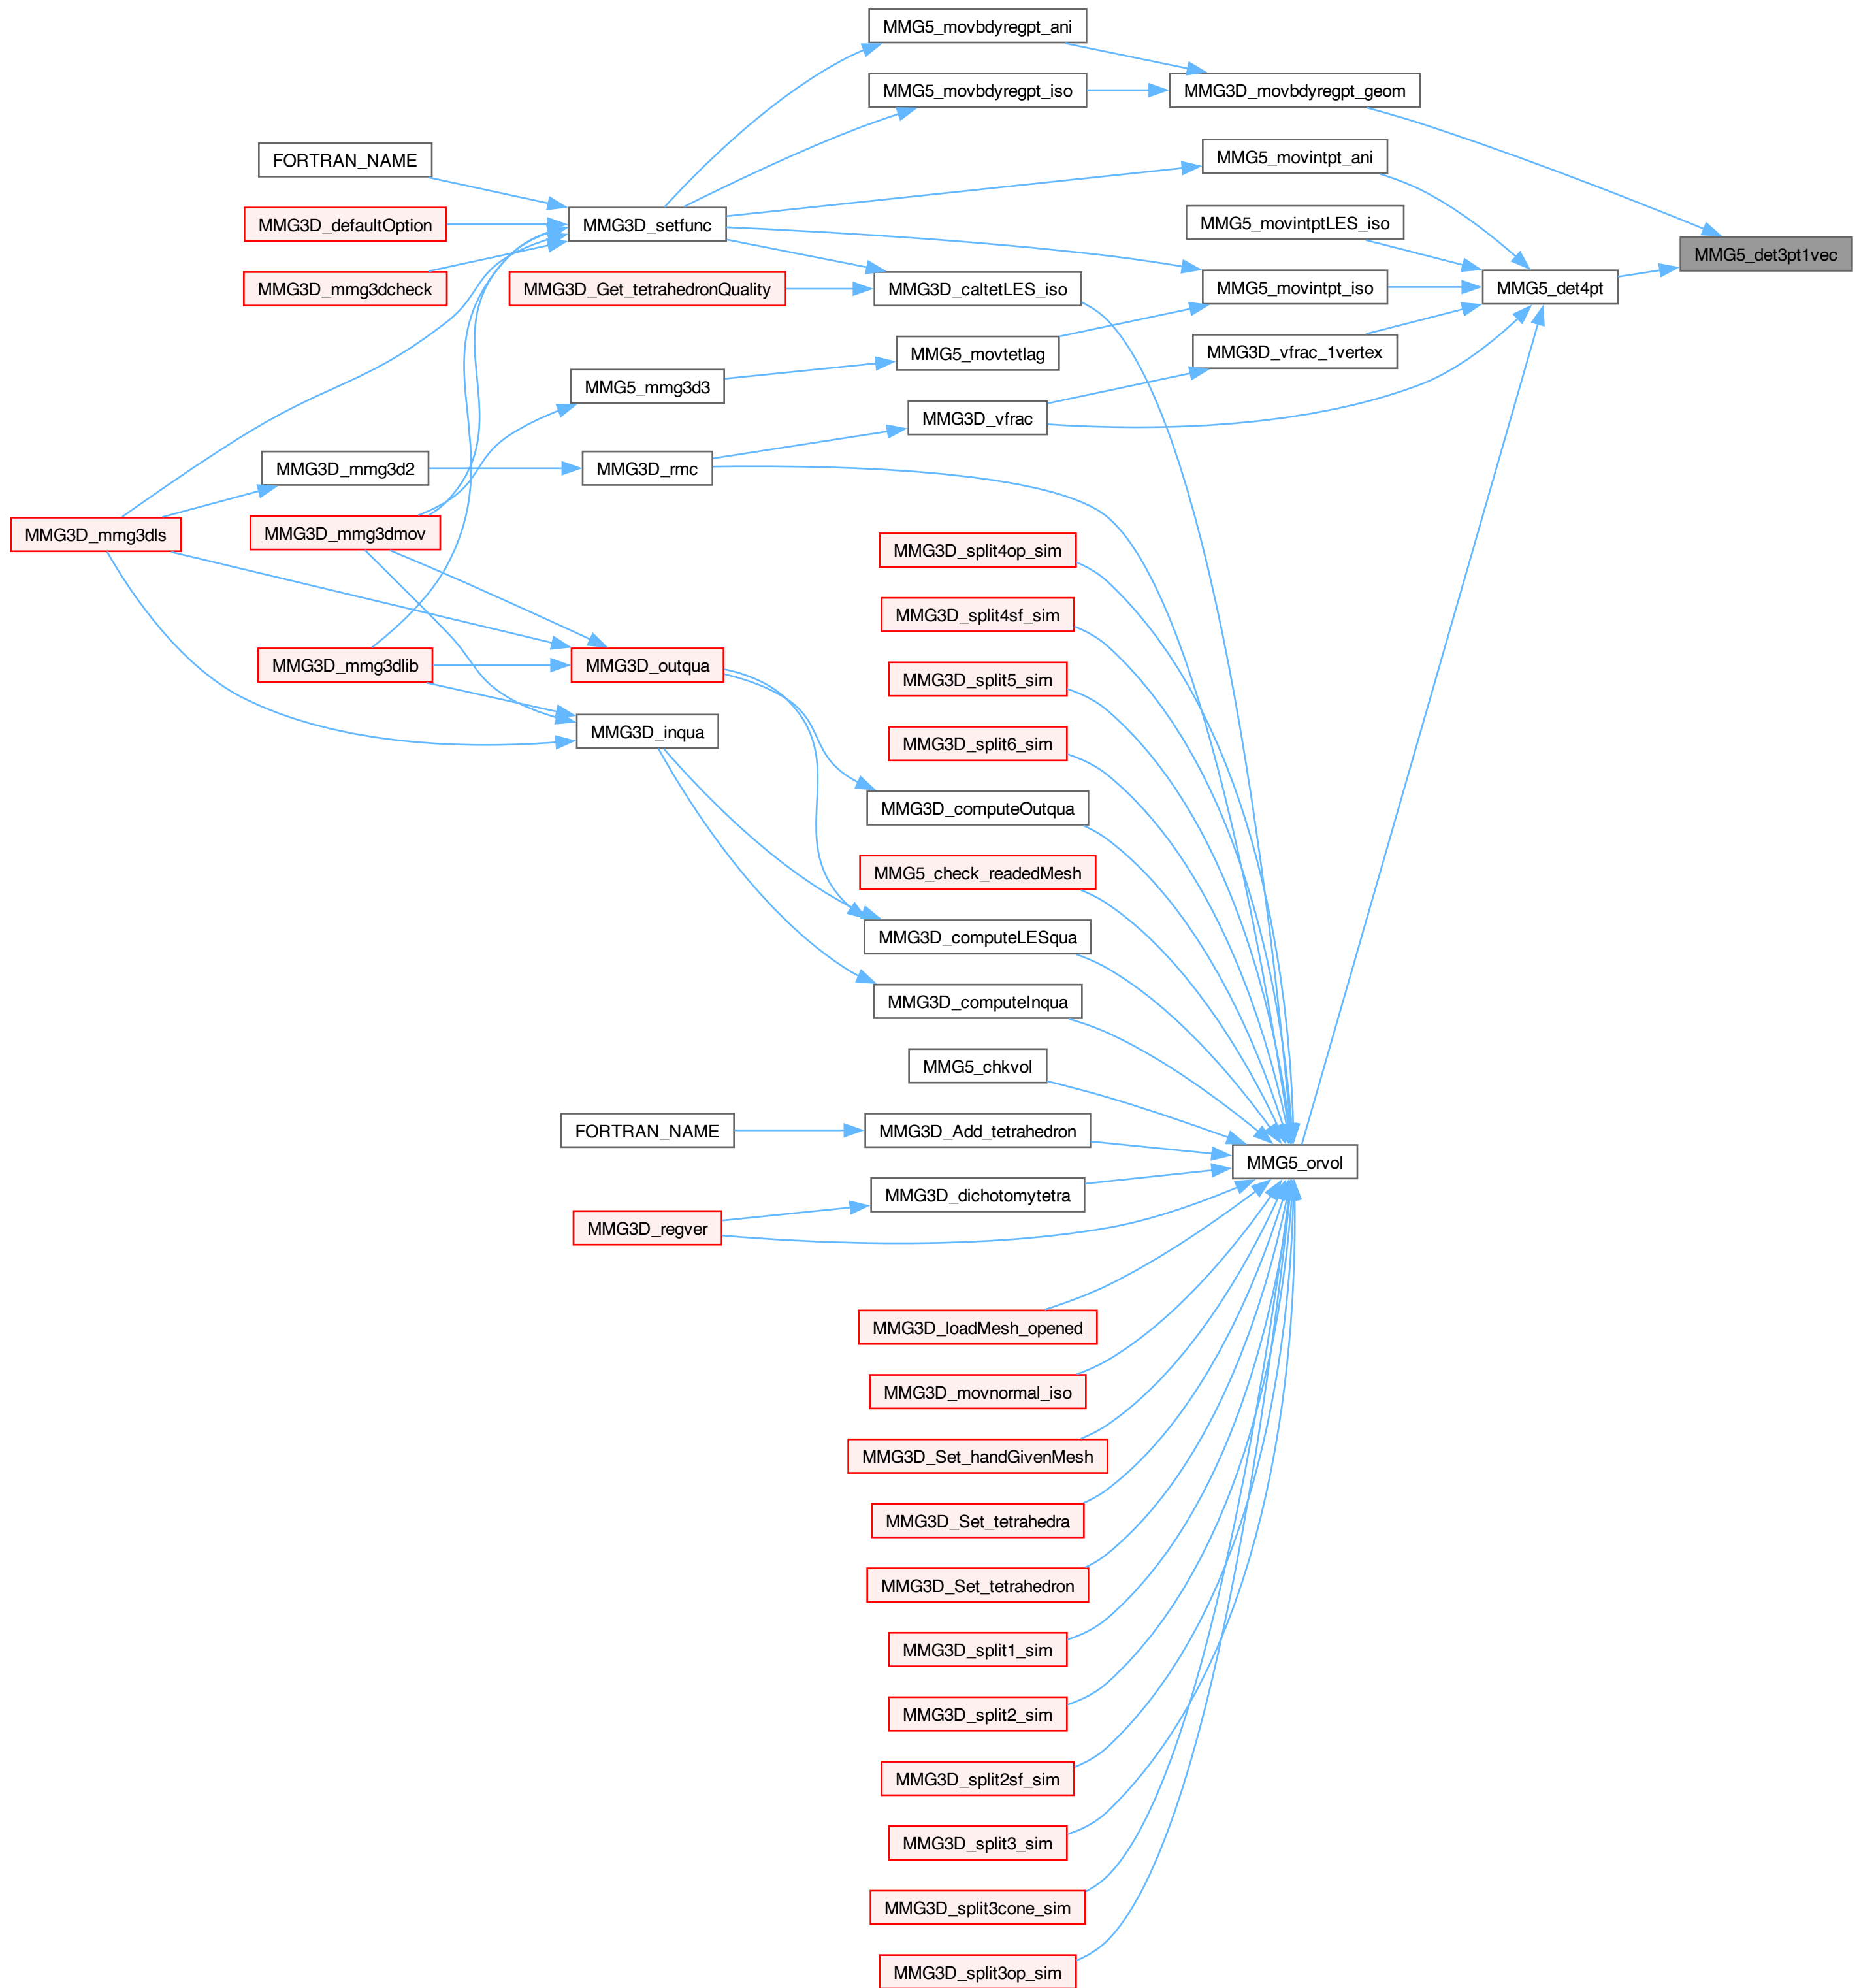 MMG5_movbdyregpt_ani
MMG5_movbdyregpt_iso
MMG3D_movbdyregpt_geom
FORTRAN_NAME
MMG5_movintpt_ani
MMG3D_defaultOption
MMG3D_setfunc
MMG5_movintptLES_iso
MMG5_det3pt1vec
MMG3D_mmg3dcheck
MMG3D_Get_tetrahedronQuality
MMG3D_caltetLES_iso
MMG5_movintpt_iso
MMG5_det4pt
MMG5_movtetlag
MMG3D_vfrac_1vertex
MMG5_mmg3d3
MMG3D_vfrac
MMG3D_mmg3d2
MMG3D_rmc
MMG3D_mmg3dls
MMG3D_mmg3dmov
MMG3D_split4op_sim
MMG3D_split4sf_sim
MMG3D_mmg3dlib
MMG3D_outqua
MMG3D_split5_sim
MMG3D_inqua
MMG3D_split6_sim
MMG3D_computeOutqua
MMG5_check_readedMesh
MMG3D_computeLESqua
MMG3D_computeInqua
MMG5_chkvol
FORTRAN_NAME
MMG3D_Add_tetrahedron
MMG5_orvol
MMG3D_dichotomytetra
MMG3D_regver
MMG3D_loadMesh_opened
MMG3D_movnormal_iso
MMG3D_Set_handGivenMesh
MMG3D_Set_tetrahedra
MMG3D_Set_tetrahedron
MMG3D_split1_sim
MMG3D_split2_sim
MMG3D_split2sf_sim
MMG3D_split3_sim
MMG3D_split3cone_sim
MMG3D_split3op_sim